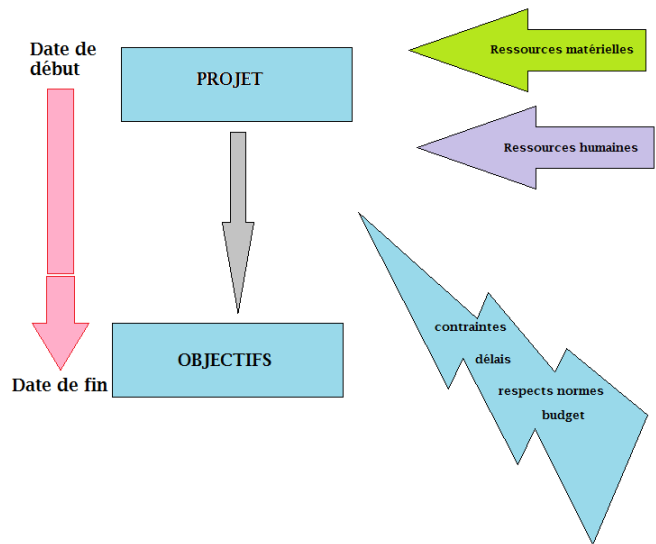 Date de
début
PROJET
Ressources matérielles
Ressources humaines
contraintes
délais
OBJECTIFS
Date de fin
respects normes
budget